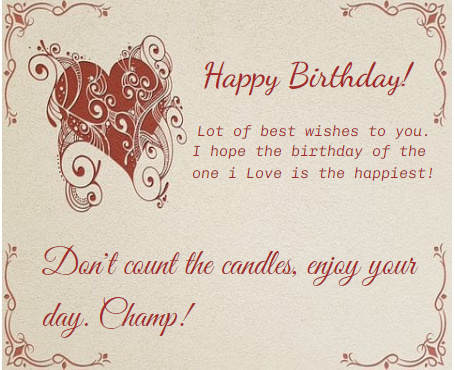 Happy Birthday!
Lot of best wishes to you.
I hope the birthday of the
one i Love is the happiest!
Don't count the candles, enjoy your
day. Champ!